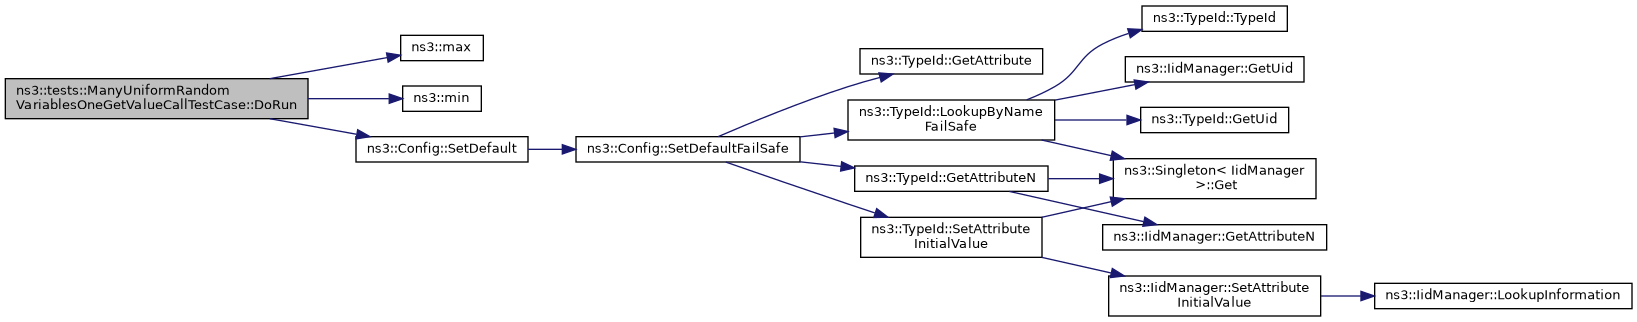 ns3::tests::ManyUniformRandom
VariablesOneGetValueCallTestCase::DoRun
ns3::max
ns3::min
ns3::Config::SetDefault
ns3::Config::SetDefaultFailSafe
ns3::TypeId::GetAttribute
ns3::TypeId::LookupByName
FailSafe
ns3::TypeId::GetAttributeN
ns3::TypeId::SetAttribute
InitialValue
ns3::TypeId::TypeId
ns3::IidManager::GetUid
ns3::TypeId::GetUid
ns3::Singleton< IidManager
>::Get
ns3::IidManager::GetAttributeN
ns3::IidManager::SetAttribute
InitialValue
ns3::IidManager::LookupInformation